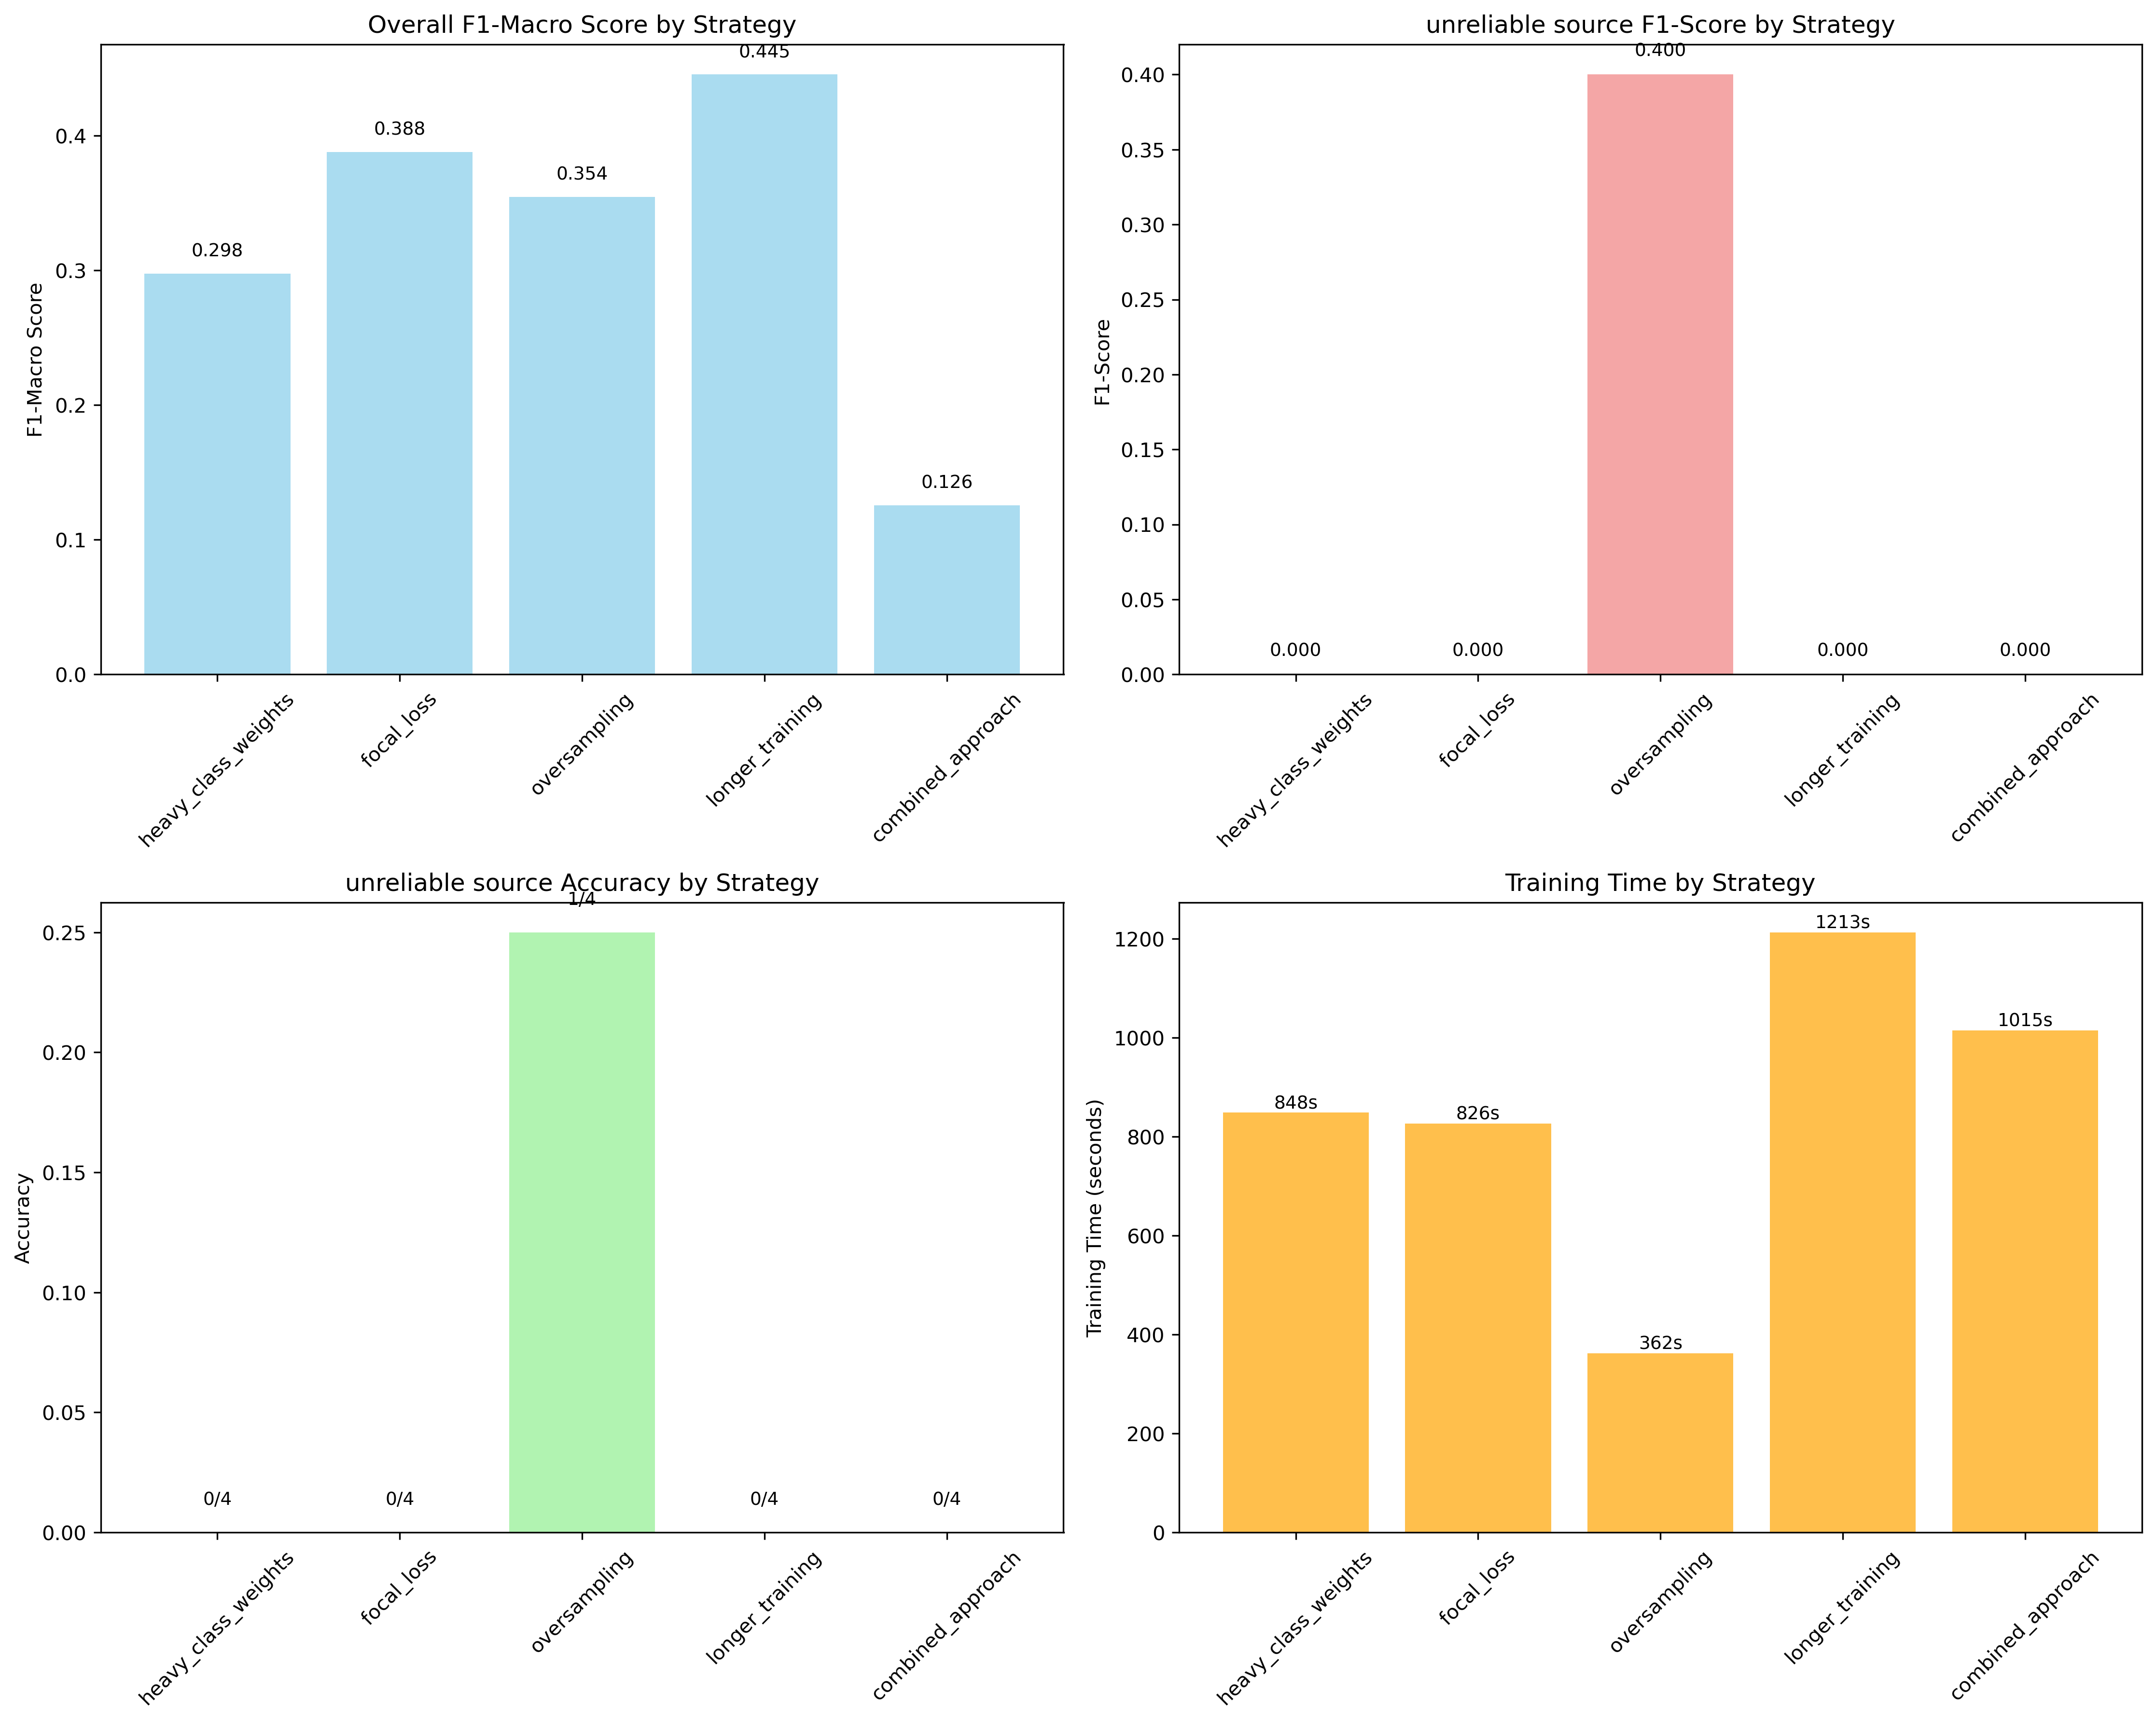 Overall F1-Macro Score by Strategy
F1-Macro Score
0.4
0.3
0.2
0.1
0.0
0.298
0.388
0.354
0.445
0.126
heavy_class_weights
focal_loss
oversampling
longer_training
combined_approach
unreliable source F1-Score by Strategy
F1-Score
0.40
0.35
0.30
0.25
0.20
0.15
0.10
0.05
0.00
0.000
0.000
0.400
0.000
0.000
heavy_class_weights
focal_loss
oversampling
longer_training
combined_approach
unreliable source Accuracy by Strategy
Accuracy
0.25
0.20
0.15
0.10
0.05
0.00
0/4
0/4
1/4
0/4
0/4
heavy_class_weights
focal_loss
oversampling
longer_training
combined_approach
Training Time by Strategy
Training Time (seconds)
1200
1000
800
600
400
200
0
848s
826s
362s
1213s
1015s
heavy_class_weights
focal_loss
oversampling
longer_training
combined_approach